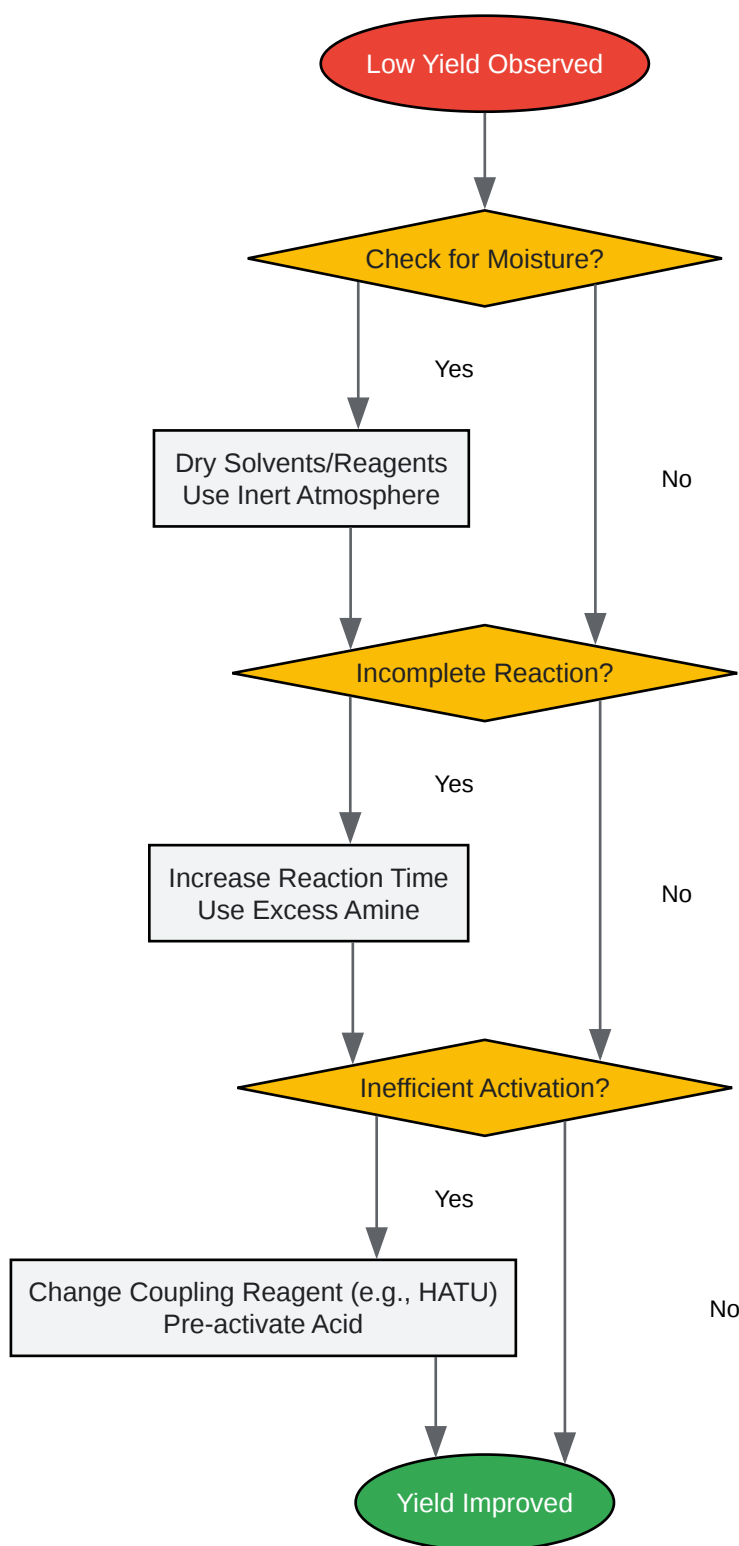 Low Yield Observed
Check for Moisture?
Yes
Dry Solvents/Reagents
Use Inert Atmosphere
No
Incomplete Reaction?
Yes
Increase Reaction Time
Use Excess Amine
No
Inefficient Activation?
Yes
Change Coupling Reagent (e.g., HATU)
Pre-activate Acid
No
Yield Improved